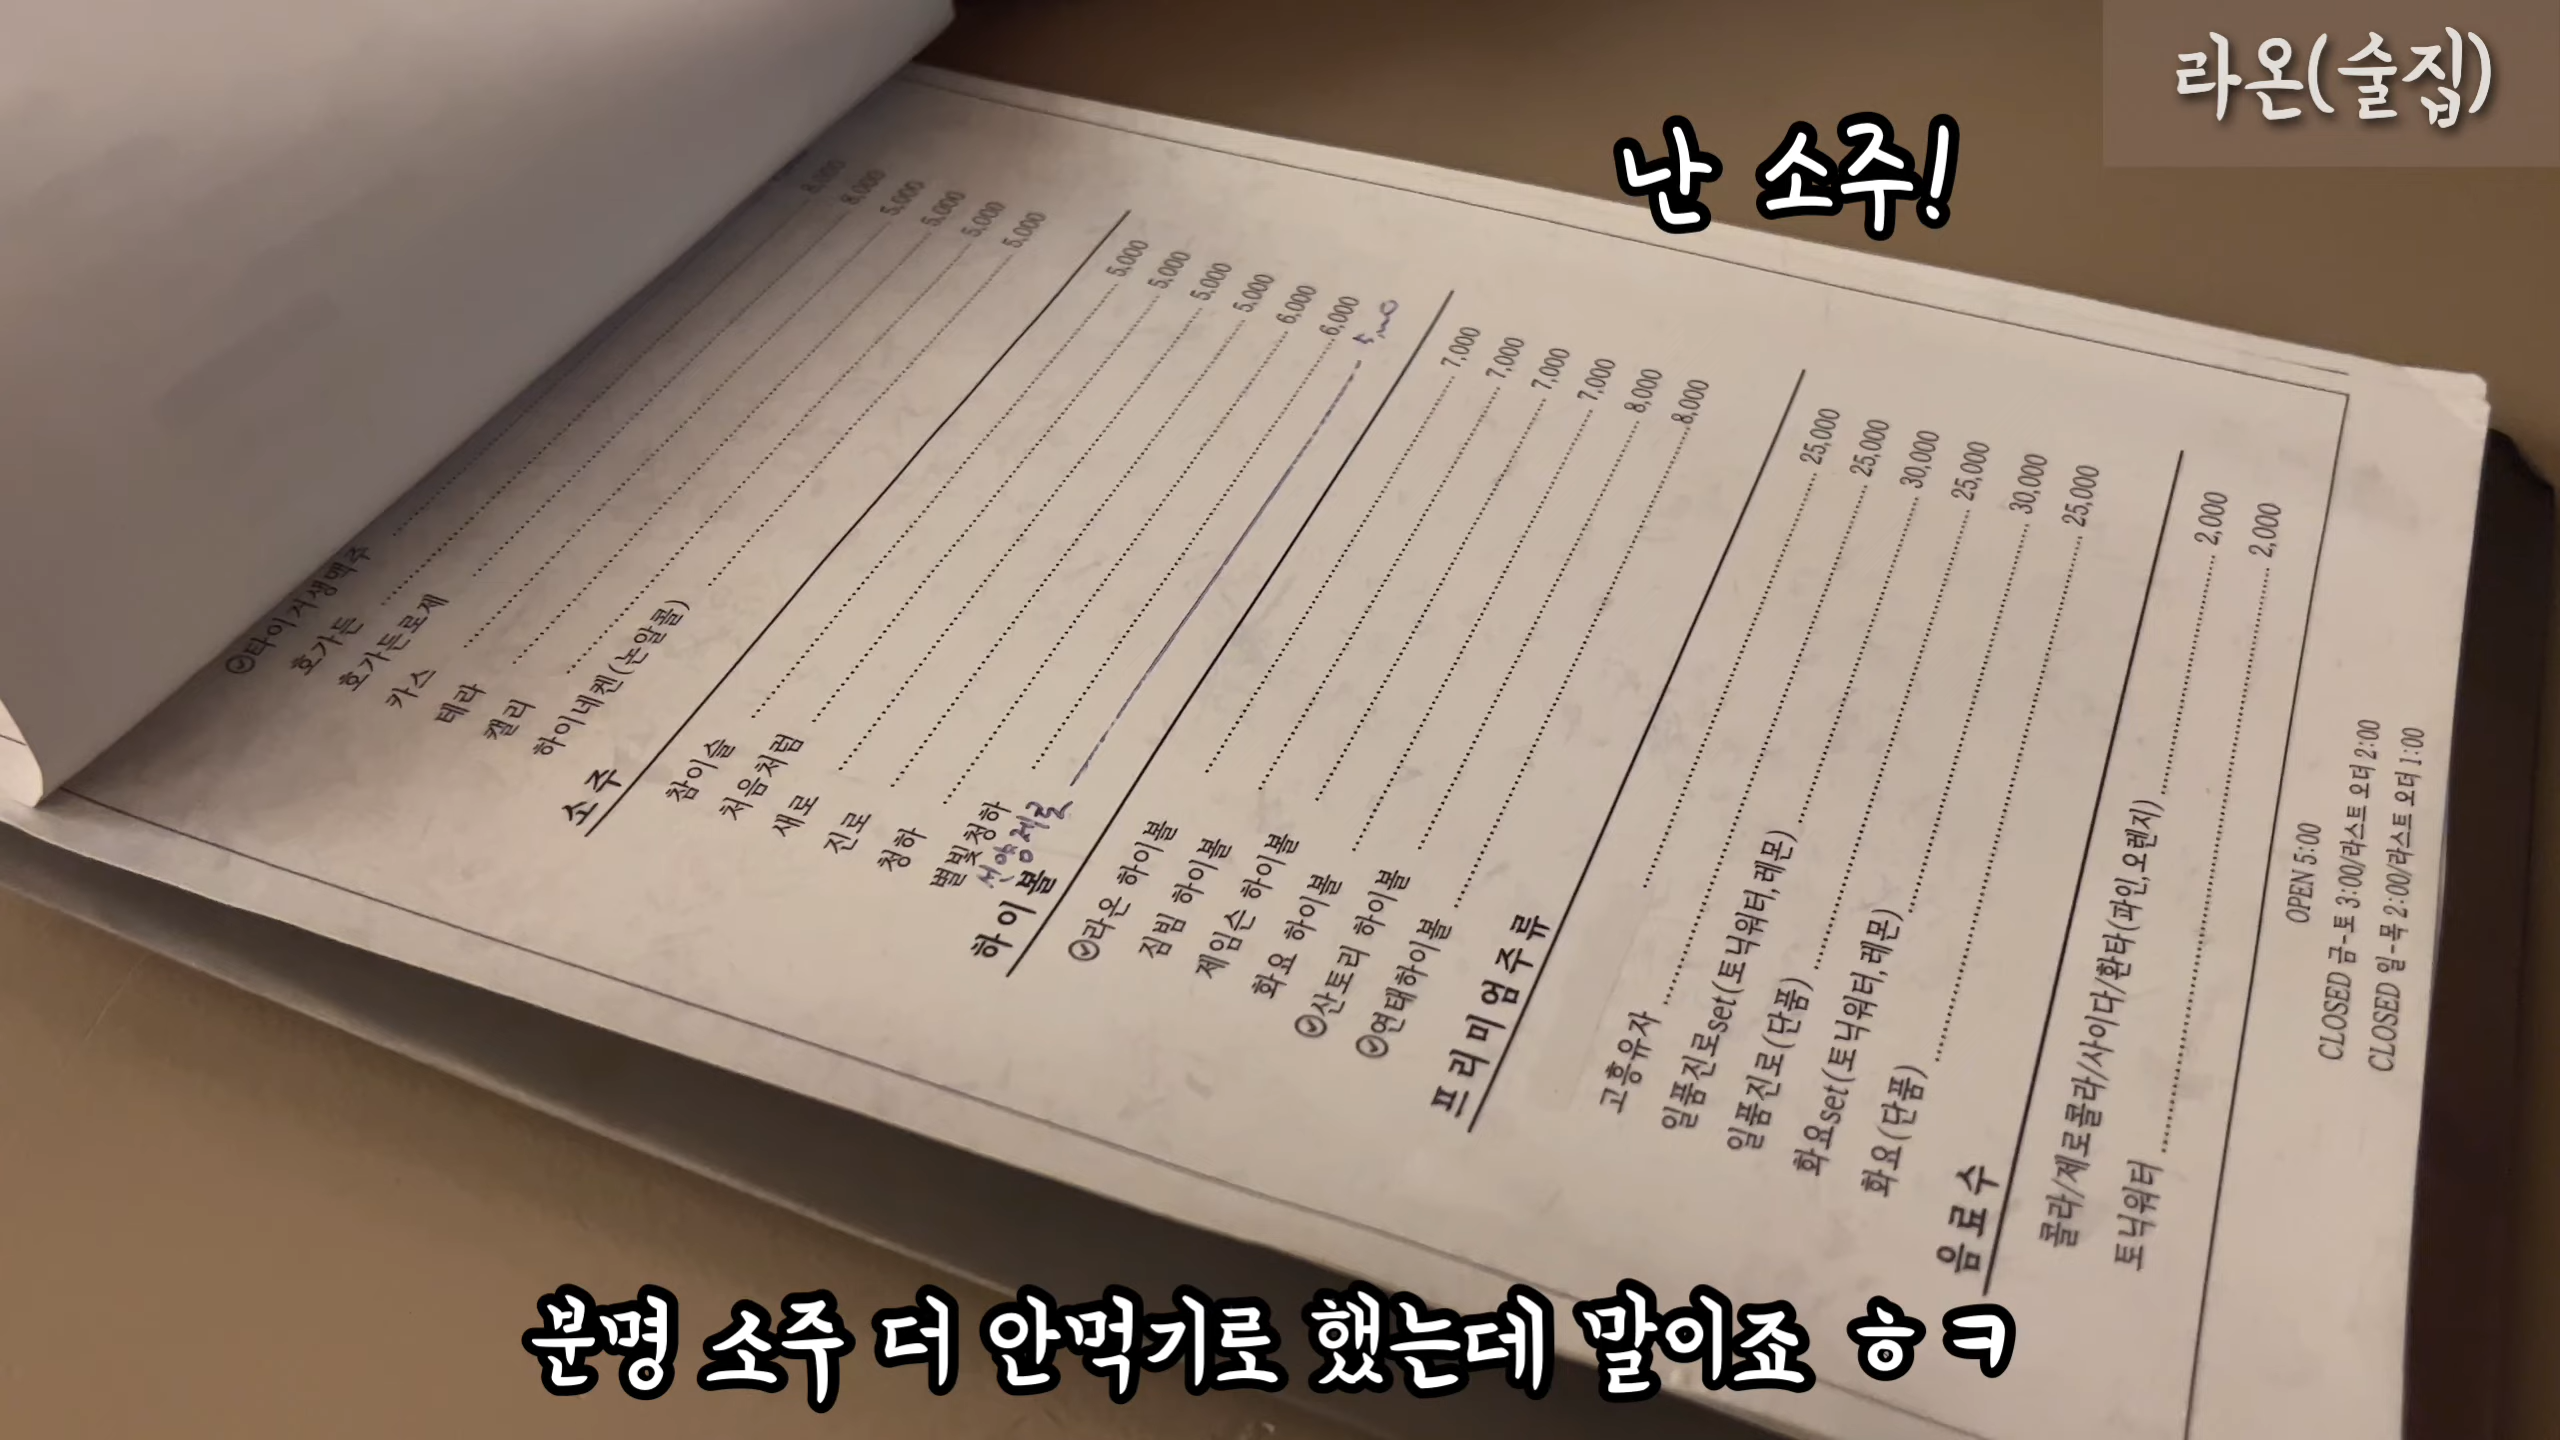 라온(술집)
난 소주!
타이거생맥주
호가든 8,000
호가든로제 8,000
카스 5,000
테라 5,000
켈리 5,000
하이네켄(논알콜) 5,000
소주
참이슬 5,000
처음처럼 5,000
새로 5,000
진로 5,000
청하 6,000
별빛청하 6,000
선양제로 5,000
하이볼
라온 하이볼 7,000
짐빔 하이볼 7,000
제임슨 하이볼 7,000
화요 하이볼 7,000
산토리 하이볼 8,000
연태하이볼 8,000
프리미엄주류
25,000
고흥유자 25,000
일품진로set(토닉워터,레몬) 30,000
일품진로(단품) 25,000
화요set(토닉워터,레몬) 30,000
화요(단품) 25,000
음료수
콜라/제로콜라/사이다/환타(파인,오렌지) 2,000
토닉워터 2,000
OPEN 5:00
CLOSED 금-토 3:00/라스트 오더 2:00
CLOSED 일-목 2:00/라스트 오더 1:00
분명 소주 더 안먹기로 했는데 말이죠 ㅎㅋ